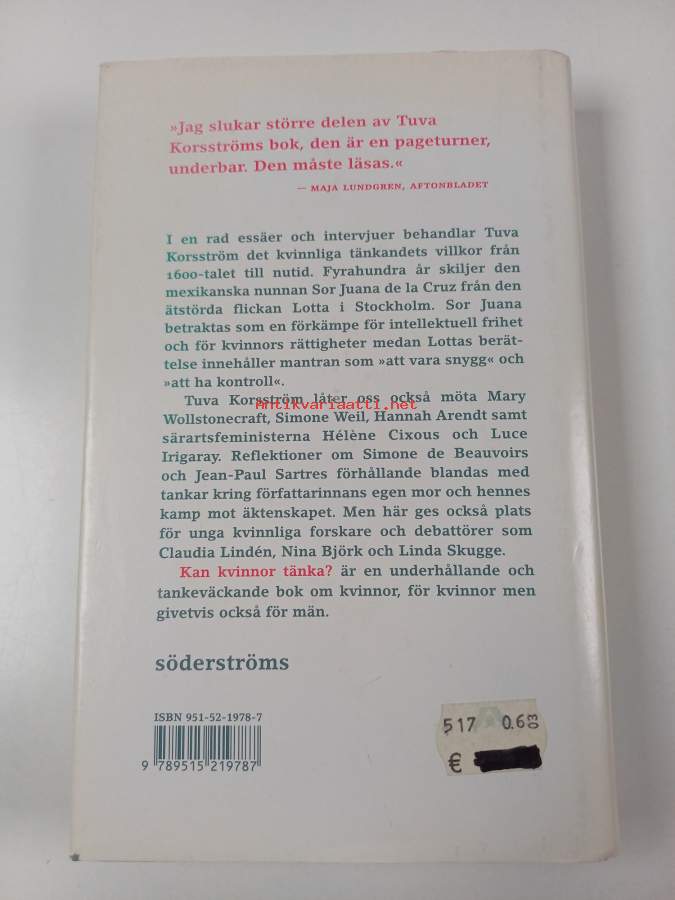 »Jag slukar större delen av Tuva
Korsströms bok, den är en pageturner,
underbar. Den måste läsas.«
— MAJA LUNDGREN, AFTONBLADET
I en rad essäer och intervjuer behandlar Tuva
Korsström det kvinnliga tänkandets villkor från
1600-talet till nutid. Fyrahundra år skiljer den
mexikanska nunnan Sor Juana de la Cruz från den
ätstörda flickan Lotta i Stockholm. Sor Juana
betraktas som en förkämpe för intellektuell frihet
och för kvinnors rättigheter medan Lottas berät-
telse innehåller mantran som »att vara snygg« och
»att ha kontroll«.
Tuva Korsström låter oss också möta Mary
Antikvariaatti.net
Wollstonecraft, Simone Weil, Hannah Arendt samt
särartsfeministerna Hélène Cixous och Luce
Irigaray. Reflektioner om Simone de Beauvoirs
och Jean-Paul Sartres förhållande blandas med
tankar kring författarinnans egen mor och hennes
kamp mot äktenskapet. Men här ges också plats
för unga kvinnliga forskare och debattörer som
Claudia Lindén, Nina Björk och Linda Skugge.
Kan kvinnor tänka? är en underhållande och
tankeväckande bok om kvinnor, för kvinnor men
givetvis också för män.
söderströms
ISBN 951-52-1978-7
9 789515 219787
517 0.6 03
€